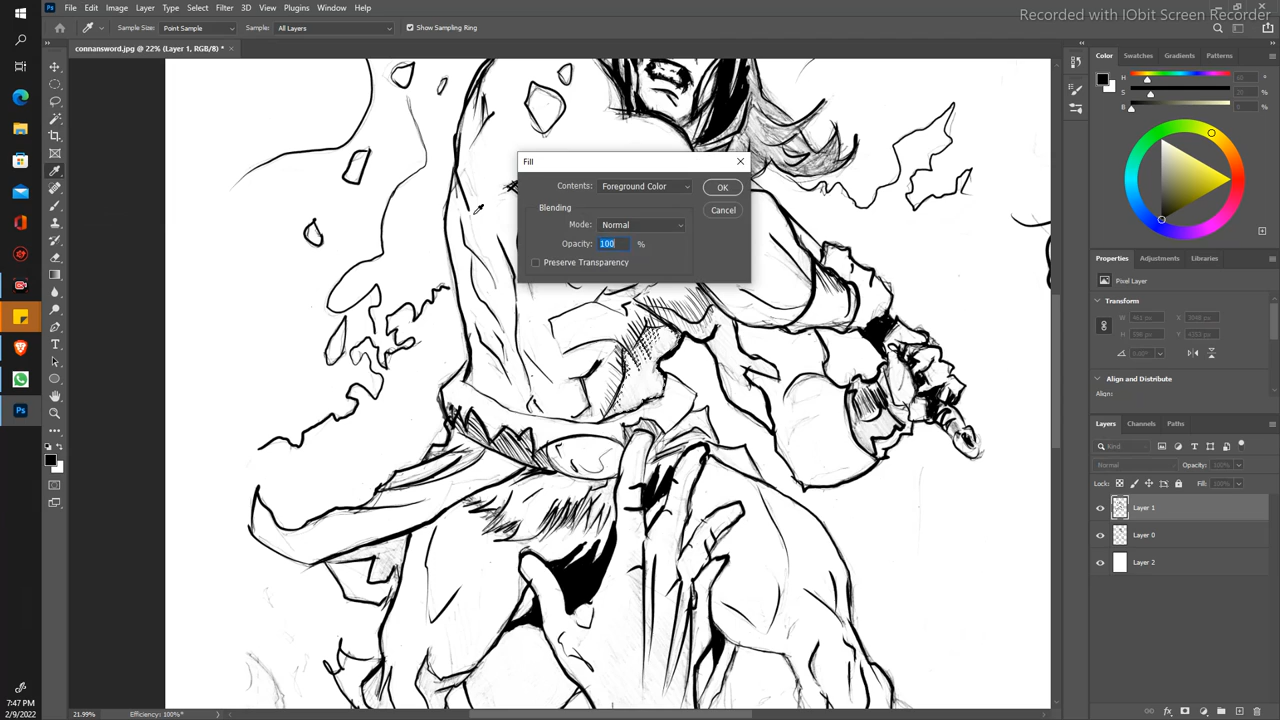 Recorded with IObit Screen Recorder
File Edit Image Layer Type Select Filter 3D View Plugins Window Help
Sample Size: Point Sample Sample: All Layers Show Sampling Ring
connansword.jpg @ 22% (Layer 1, RGB/8) *
Color Swatches Gradients Patterns
H
S
B
Fill
Contents: Foreground Color OK
Blending Cancel
Mode: Normal
Opacity: 100 %
Preserve Transparency
Properties Adjustments Libraries
Pixel Layer
Transform
W X
H Y
Align and Distribute
Align:
Layers Channels Paths
Kind
Normal Opacity: 100%
Lock: Fill: 100%
Layer 1
Layer 0
Layer 2
7:47 PM
2/9/2022
21.99% Efficiency: 100%*